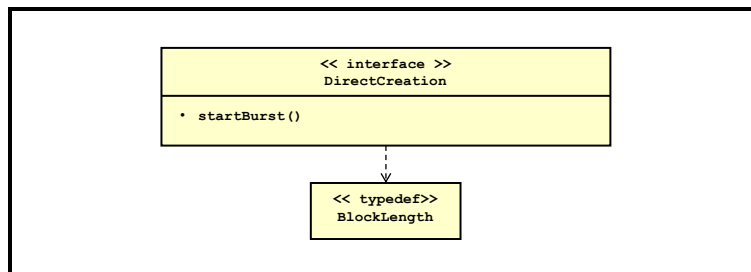 << interface >>
DirectCreation
• startBurst()
<< typedef>>
BlockLength